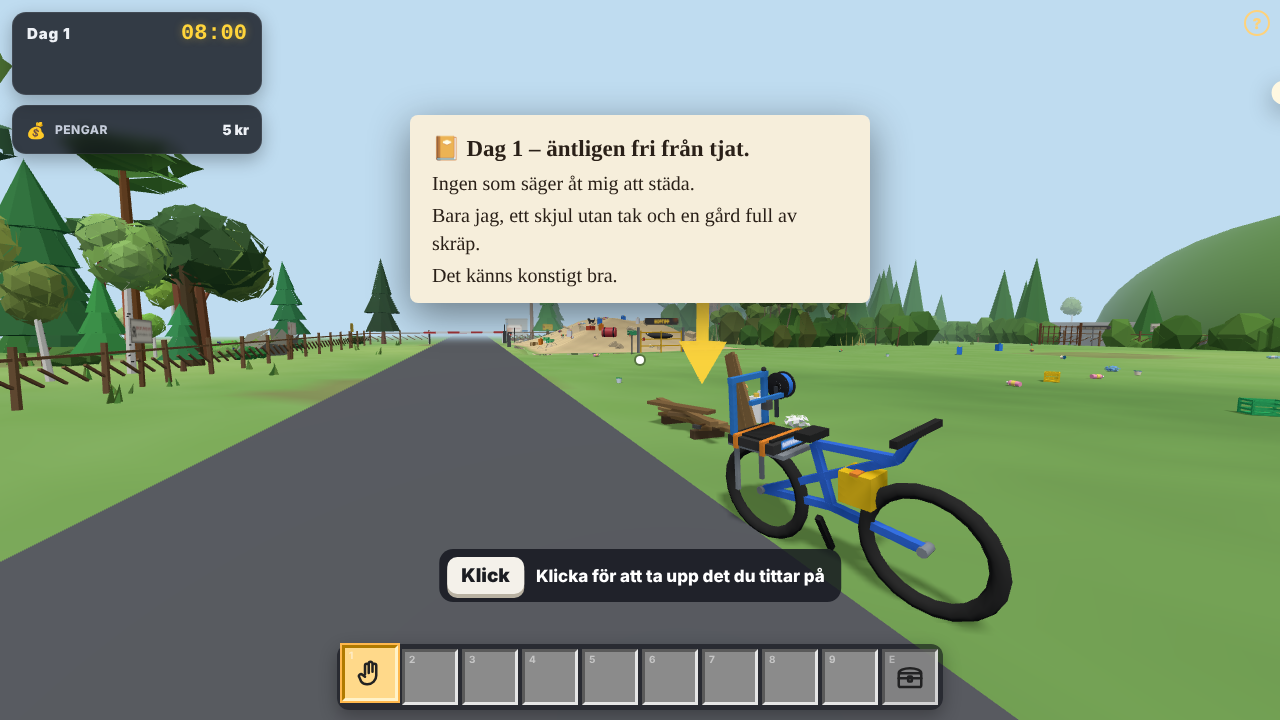 Dag 1
08:00
PENGAR
5 kr
?
Dag 1 – äntligen fri från tjat.
Ingen som säger åt mig att städa.
Bara jag, ett skjul utan tak och en gård full av
skräp.
Det känns konstigt bra.
Klick
Klicka för att ta upp det du tittar på
1
2
3
4
5
6
7
8
9
E